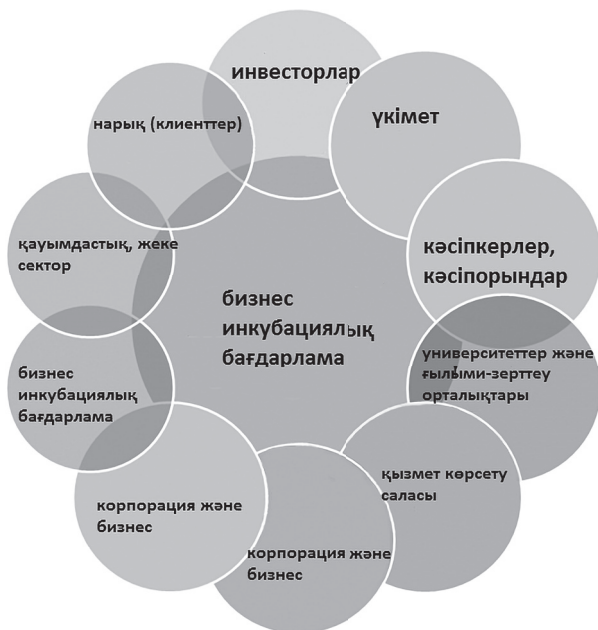 инвесторлар
үкімет
кәсіпкерлер,
кәсіпорындар
университеттер және
ғылыми-зерттеу
орталықтары
қызмет көрсету
саласы
корпорация және
бизнес
корпорация және
бизнес
бизнес
инкубациялық
бағдарлама
қауымдастық, жеке
сектор
нарық (клиенттер)
бизнес
инкубациялық
бағдарлама